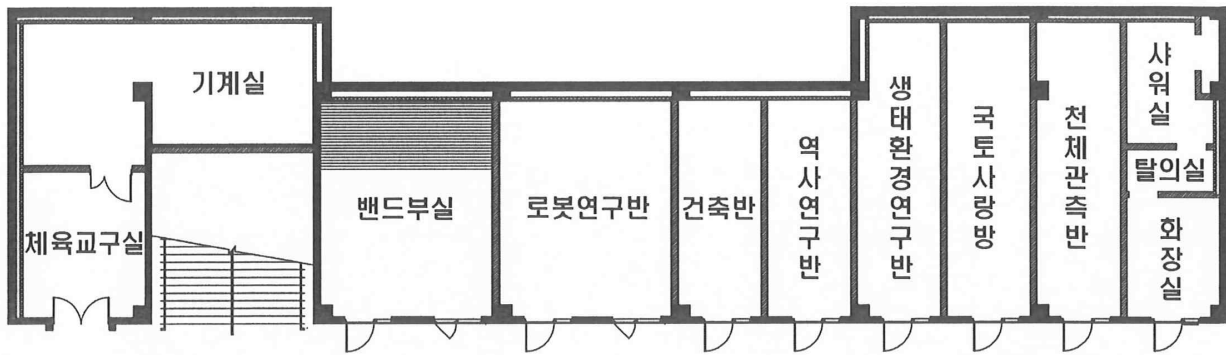 기계실
체육교구실
밴드부실
로봇연구반
건축반
역사연구반
생태환경연구반
국토사랑방
천체관측반
샤워실
탈의실
화장실